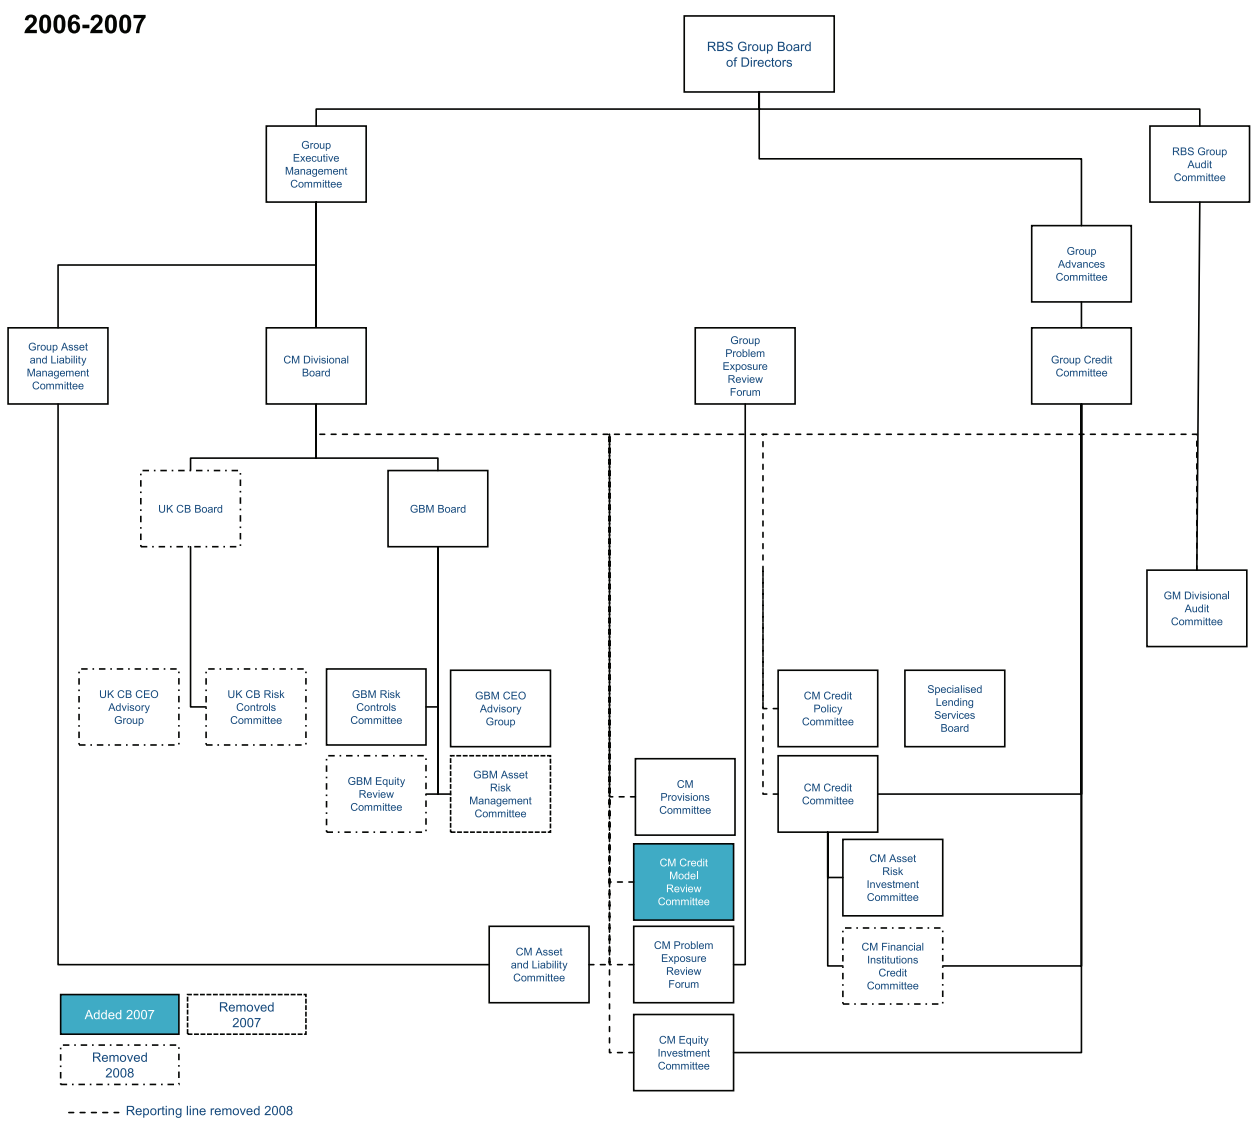 2006-2007
RBS Group Board
of Directors
Group
Executive
Management
Committee
RBS Group
Audit
Committee
Group
Advances
Committee
Group Asset
and Liability
Management
Committee
CM Divisional
Board
Group
Problem
Exposure
Review
Forum
Group Credit
Committee
UK CB Board
GBM Board
GM Divisional
Audit
Committee
UK CB CEO
Advisory
Group
UK CB Risk
Controls
Committee
GBM Risk
Controls
Committee
GBM CEO
Advisory
Group
CM Credit
Policy
Committee
Specialised
Lending
Services
Board
GBM Equity
Review
Committee
GBM Asset
Risk
Management
Committee
CM
Provisions
Committee
CM Credit
Committee
CM Credit
Model
Review
Committee
CM Asset
Risk
Investment
Committee
CM Asset
and Liability
Committee
CM Problem
Exposure
Review
Forum
CM Financial
Institutions
Credit
Committee
CM Equity
Investment
Committee
Added 2007
Removed
2007
Removed
2008
Reporting line removed 2008